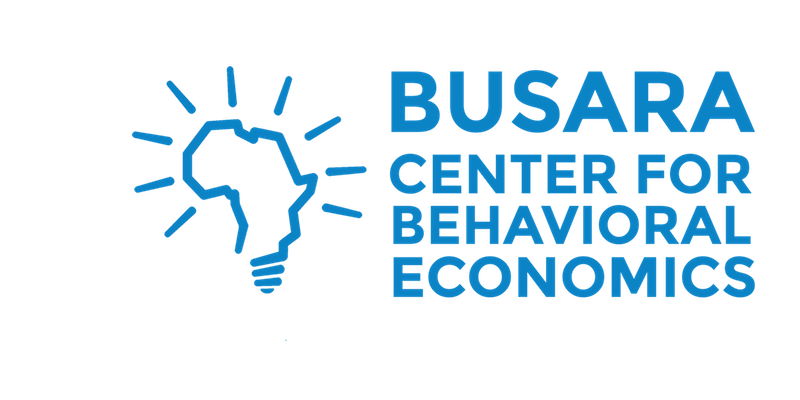 BUSARA
CENTER FOR
BEHAVIORAL
ECONOMICS